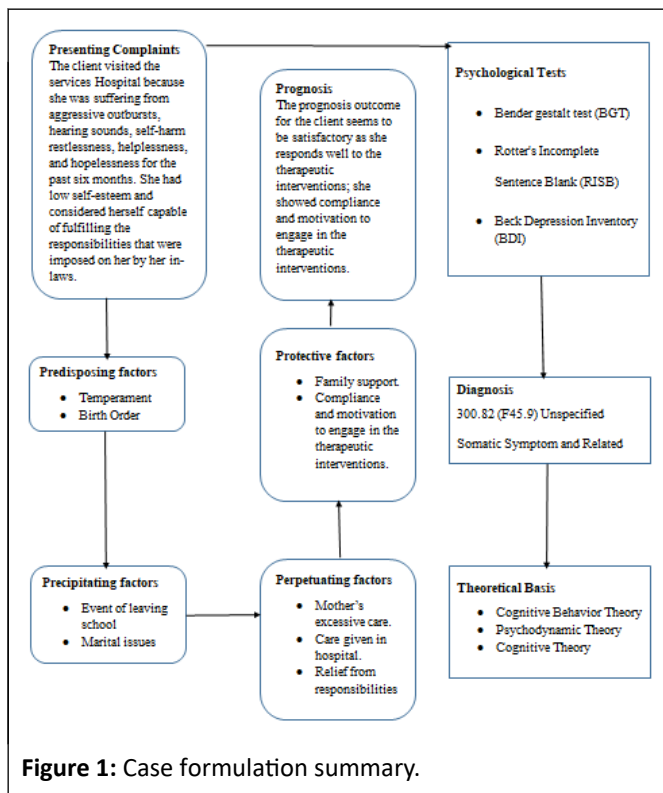 Presenting Complaints
The client visited the
services Hospital because
she was suffering from
aggressive outbursts,
hearing sounds, self-harm
restlessness, helplessness,
and hopelessness for the
past six months. She had
low self-esteem and
considered herself capable
of fulfilling the
responsibilities that were
imposed on her by her in-
laws.
Predisposing factors
• Temperament
• Birth Order
Precipitating factors
• Event of leaving
school
• Marital issues
Perpetuating factors
• Mother's
excessive care.
• Care given in
hospital.
• Relief from
responsibilities
Protective factors
• Family support.
• Compliance
and motivation
to engage in the
therapeutic
interventions.
Prognosis
The prognosis outcome
for the client seems to
be satisfactory as she
responds well to the
therapeutic
interventions; she
showed compliance
and motivation to
engage in the
therapeutic
interventions.
Psychological Tests
• Bender gestalt test (BGT)
• Rotter's Incomplete
Sentence Blank (RISB)
• Beck Depression Inventory
(BDI)
Diagnosis
300.82 (F45.9) Unspecified
Somatic Symptom and Related
Theoretical Basis
• Cognitive Behavior Theory
• Psychodynamic Theory
• Cognitive Theory
Figure 1: Case formulation summary.